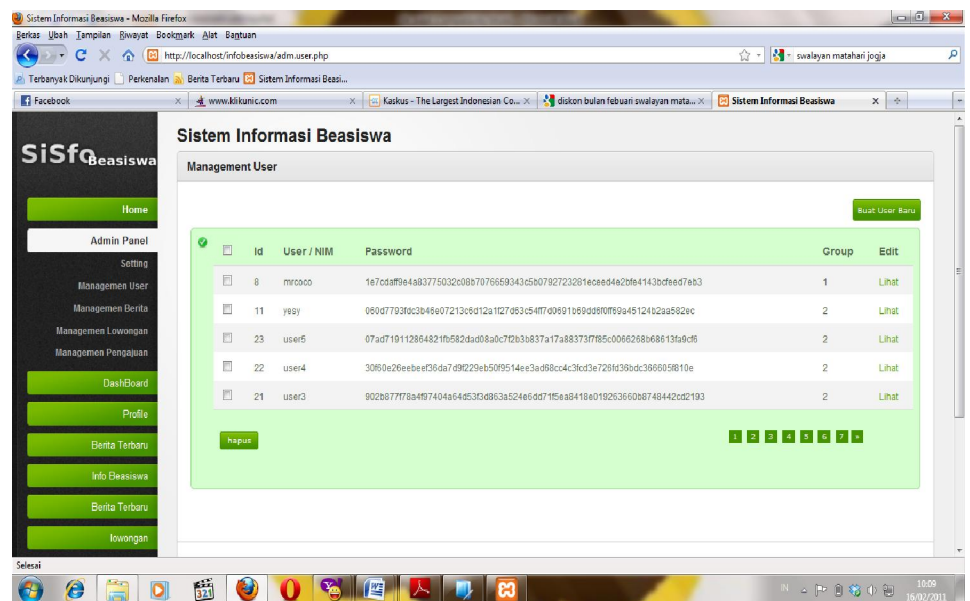 Sistem Informasi Beasiswa - Mozilla Firefox
Berkas Ubah Tampilan Riwayat Bookmark Alat Bantuan
http://localhost/infobeasiswa/adm.user.php
swalayan matahari jogja
Terbanyak Dikunjungi Perkenalan Berita Terbaru Sistem Informasi Beasi...
Facebook www.klikunic.com Kaskus - The Largest Indonesian Co... diskon bulan febuari swalayan mata... Sistem Informasi Beasiswa
SiSfo Beasiswa
Home
Admin Panel
Setting
Managemen User
Managemen Berita
Managemen Lowongan
Managemen Pengajuan
DashBoard
Profile
Berita Terbaru
Info Beasiswa
Berita Terbaru
lowongan
Sistem Informasi Beasiswa
Management User
Buat User Baru
Id User / NIM Password Group Edit
8 mrcoco 1 Lihat
11 yesy 2 Lihat
23 user5 2 Lihat
22 user4 2 Lihat
21 user3 2 Lihat
hapus
1 2 3 4 5 6 7 »
Selesai
321
IN
10:09
16/02/2011